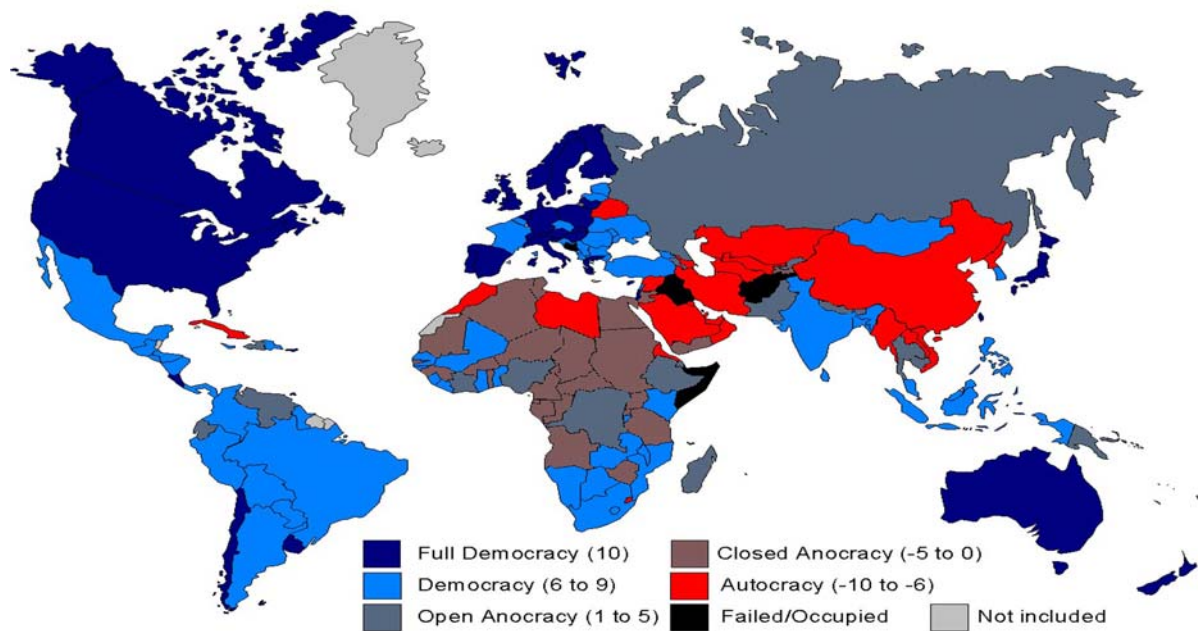 Full Democracy (10)
Democracy (6 to 9)
Open Anocracy (1 to 5)
Closed Anocracy (-5 to 0)
Autocracy (-10 to -6)
Failed/Occupied
Not included